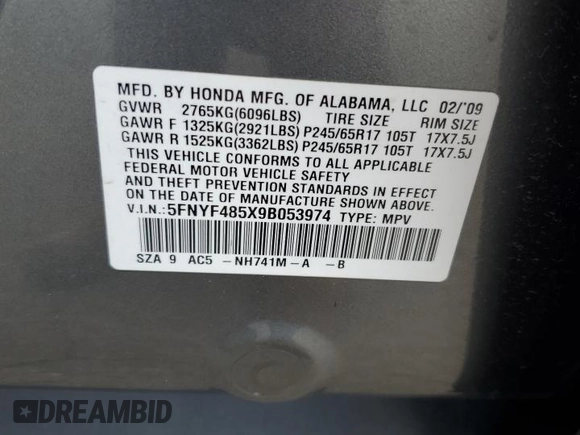 MFD. BY HONDA MFG. OF ALABAMA, LLC 02/'09
GVWR 2765KG(6096LBS) TIRE SIZE RIM SIZE
GAWR F 1325KG(2921LBS) P245/65R17 105T 17X7.5J
GAWR R 1525KG(3362LBS) P245/65R17 105T 17X7.5J
THIS VEHICLE CONFORMS TO ALL APPLICABLE
FEDERAL MOTOR VEHICLE SAFETY
AND THEFT PREVENTION STANDARDS IN EFFECT
ON THE DATE OF MANUFACTURE SHOWN ABOVE.
V.I.N.: 5FNYF485X9B053974 TYPE: MPV
SZA 9 AC5 -NH741M-A -B
DREAMBID